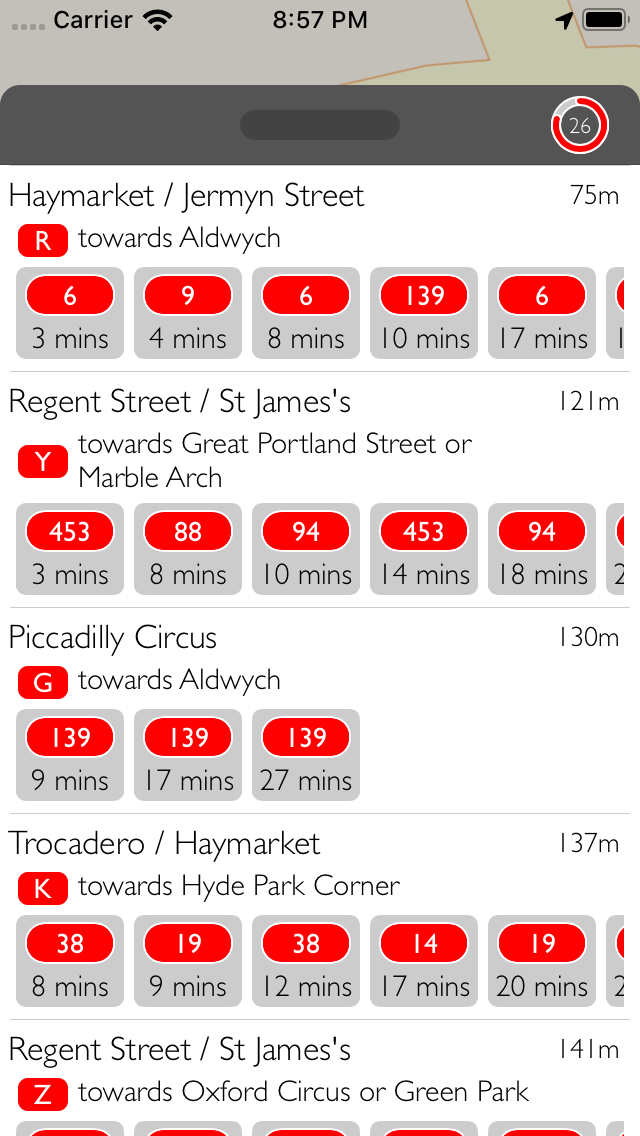 Carrier 8:57 PM
26
Haymarket / Jermyn Street 75m
R towards Aldwych
6 9 6 139 6
3 mins 4 mins 8 mins 10 mins 17 mins 1
Regent Street / St James's 121m
Y towards Great Portland Street or
Marble Arch
453 88 94 453 94
3 mins 8 mins 10 mins 14 mins 18 mins 2
Piccadilly Circus 130m
G towards Aldwych
139 139 139
9 mins 17 mins 27 mins
Trocadero / Haymarket 137m
K towards Hyde Park Corner
38 19 38 14 19
8 mins 9 mins 12 mins 17 mins 20 mins 2
Regent Street / St James's 141m
Z towards Oxford Circus or Green Park